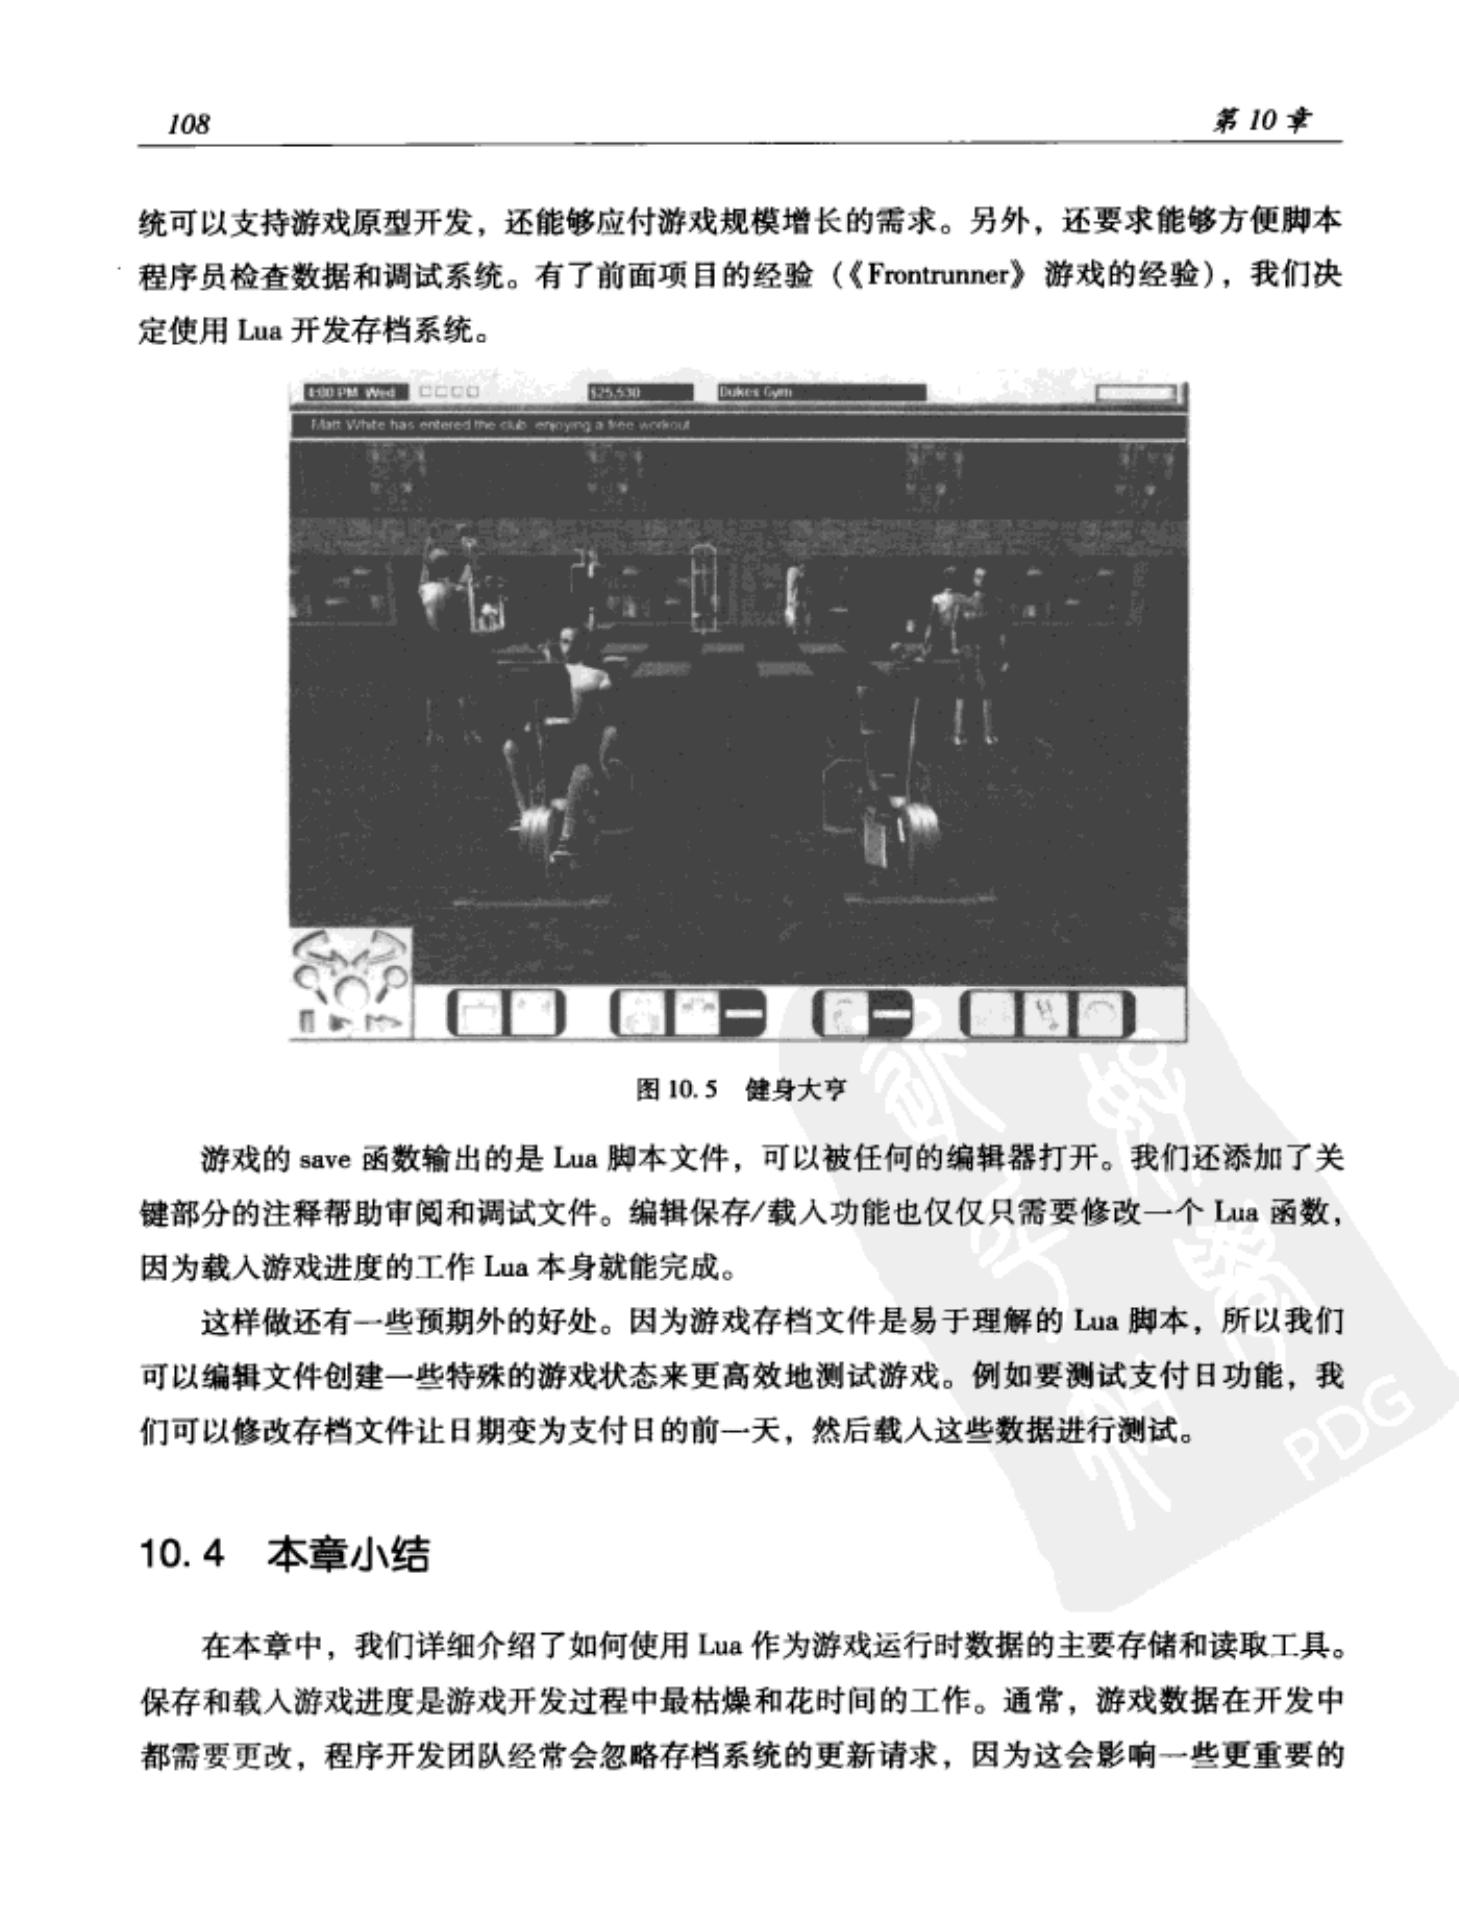 108
第 10 章
统可以支持游戏原型开发，还能够应付游戏规模增长的需求。另外，还要求能够方便脚本
程序员检查数据和调试系统。有了前面项目的经验（《Frontrunner》 游戏的经验），我们决
定使用 Lua 开发存档系统。
4:00 PM Wed
$25,530
Dukes Gym
Matt White has entered the club enjoying a free workout
图 10.5 健身大亨
游戏的 save 函数输出的是 Lua 脚本文件，可以被任何的编辑器打开。我们还添加了关
键部分的注释帮助审阅和调试文件。编辑保存/载入功能也仅仅只需要修改一个 Lua 函数，
因为载入游戏进度的工作 Lua 本身就能完成。
这样做还有一些预期外的好处。因为游戏存档文件是易于理解的 Lua 脚本，所以我们
可以编辑文件创建一些特殊的游戏状态来更高效地测试游戏。例如要测试支付日功能，我
们可以修改存档文件让日期变为支付日的前一天，然后载入这些数据进行测试。
PDG
10.4 本章小结
在本章中，我们详细介绍了如何使用 Lua 作为游戏运行时数据的主要存储和读取工具。
保存和载入游戏进度是游戏开发过程中最枯燥和花时间的工作。通常，游戏数据在开发中
都需要更改，程序开发团队经常会忽略存档系统的更新请求，因为这会影响一些更重要的